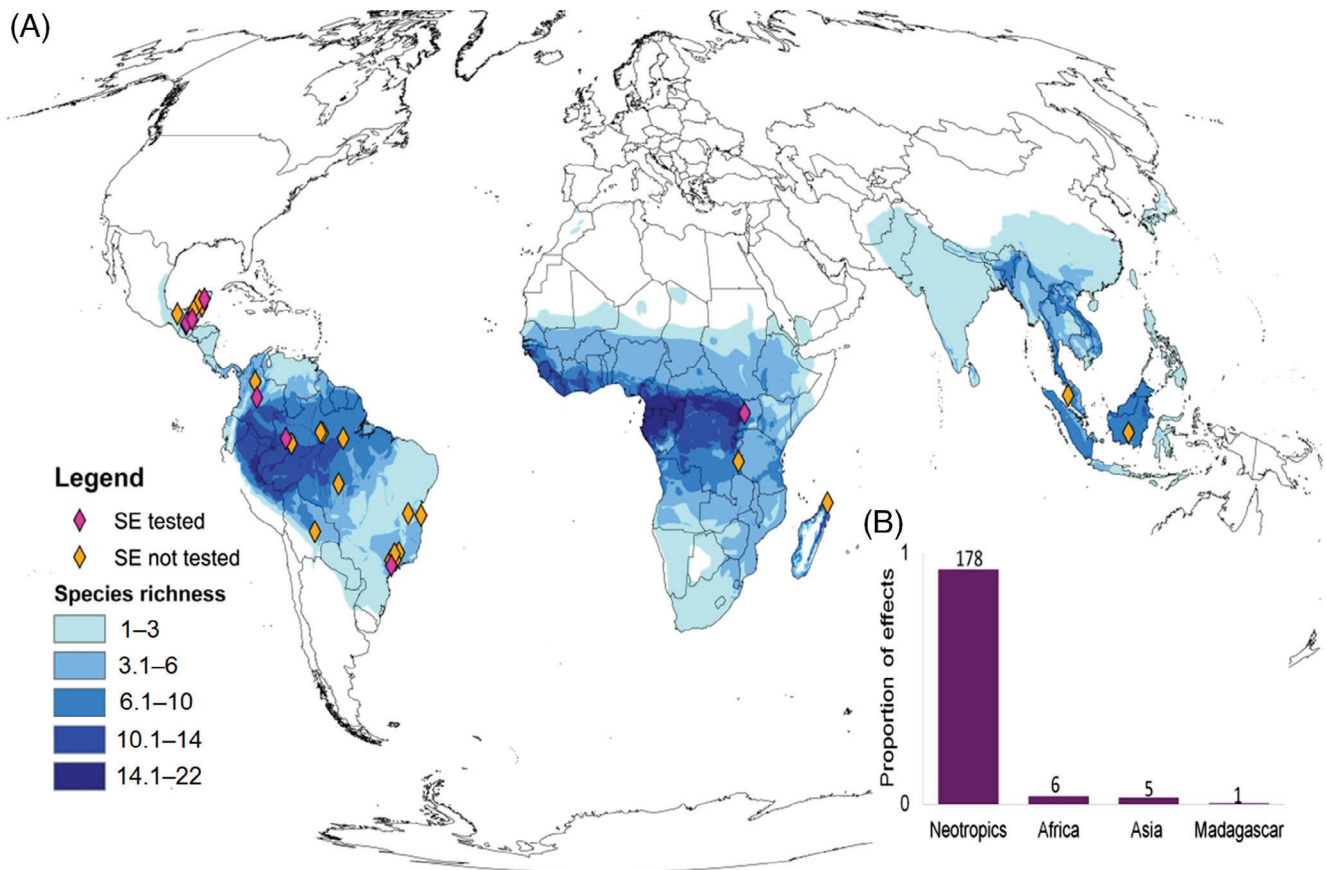 (A)
Legend
SE tested
SE not tested
Species richness
1–3
3.1–6
6.1–10
10.1–14
14.1–22
(B)
Proportion of effects
1
0
178
6
5
1
Neotropics
Africa
Asia
Madagascar